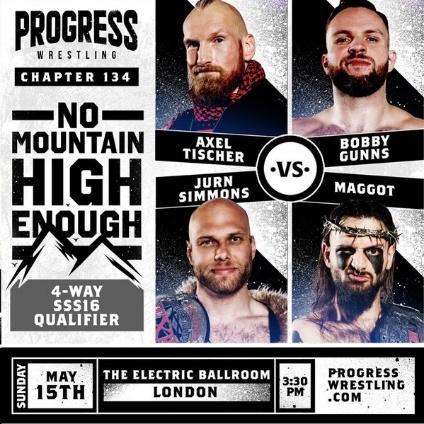 PROGRESS
WRESTLING
CHAPTER 134
NO
MOUNTAIN
HIGH
ENOUGH
4-WAY
SSS16
QUALIFIER
AXEL
TISCHER
BOBBY
GUNNS
·VS·
JURN
SIMMONS
MAGGOT
SUNDAY
MAY
15TH
THE ELECTRIC BALLROOM
LONDON
3:30
PM
PROGRESS
WRESTLING
.COM